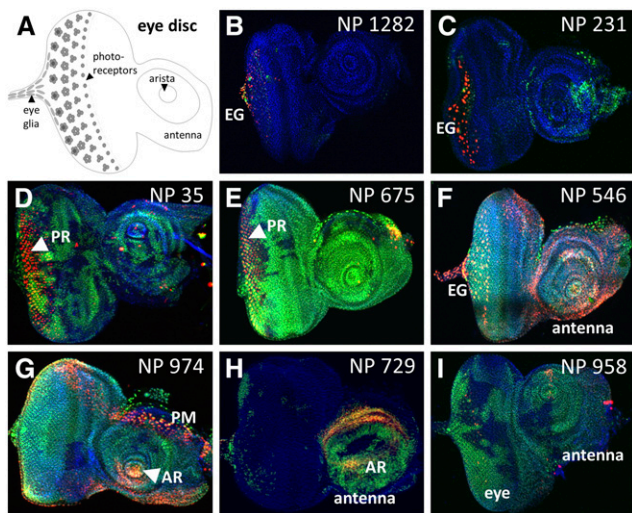 A
eye disc
photo-
receptors
arista
eye
glia
antenna
B
NP 1282
EG
C
NP 231
EG
D
NP 35
PR
E
NP 675
PR
F
NP 546
EG
antenna
G
NP 974
PM
AR
H
NP 729
AR
antenna
I
NP 958
antenna
eye